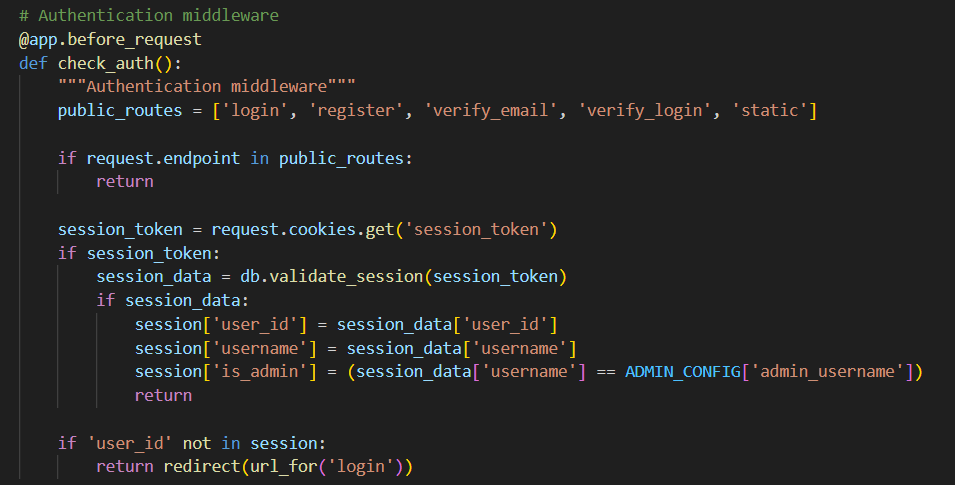 # Authentication middleware
@app.before_request
def check_auth():
    """Authentication middleware"""
    public_routes = ['login', 'register', 'verify_email', 'verify_login', 'static']
    if request.endpoint in public_routes:
        return
    session_token = request.cookies.get('session_token')
    if session_token:
        session_data = db.validate_session(session_token)
        if session_data:
            session['user_id'] = session_data['user_id']
            session['username'] = session_data['username']
            session['is_admin'] = (session_data['username'] == ADMIN_CONFIG['admin_username'])
            return
    if 'user_id' not in session:
        return redirect(url_for('login'))